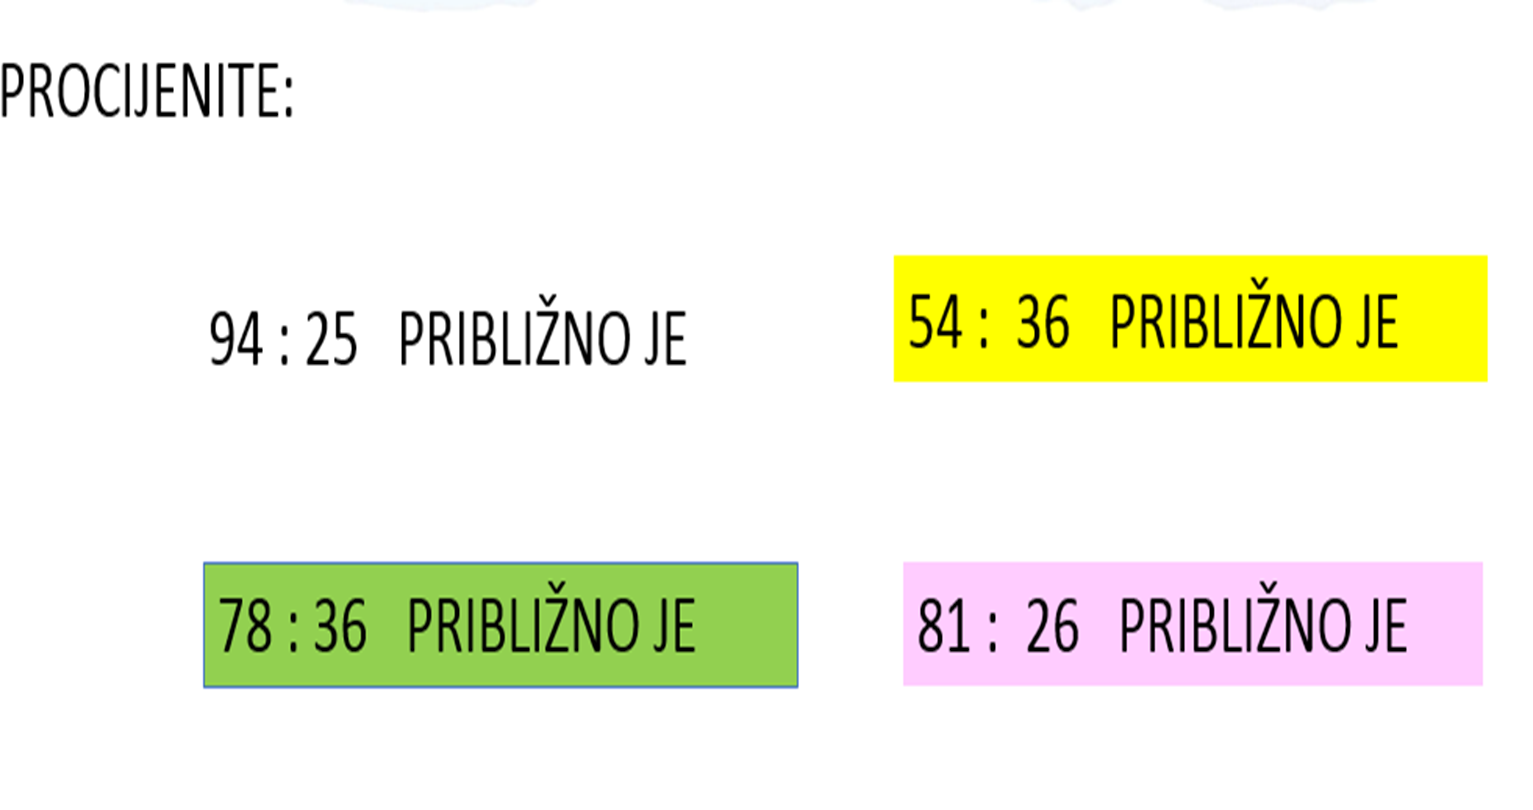 PROCIJENITE:
94 : 25 PRIBLIŽNO JE
54 : 36 PRIBLIŽNO JE
78 : 36 PRIBLIŽNO JE
81 : 26 PRIBLIŽNO JE